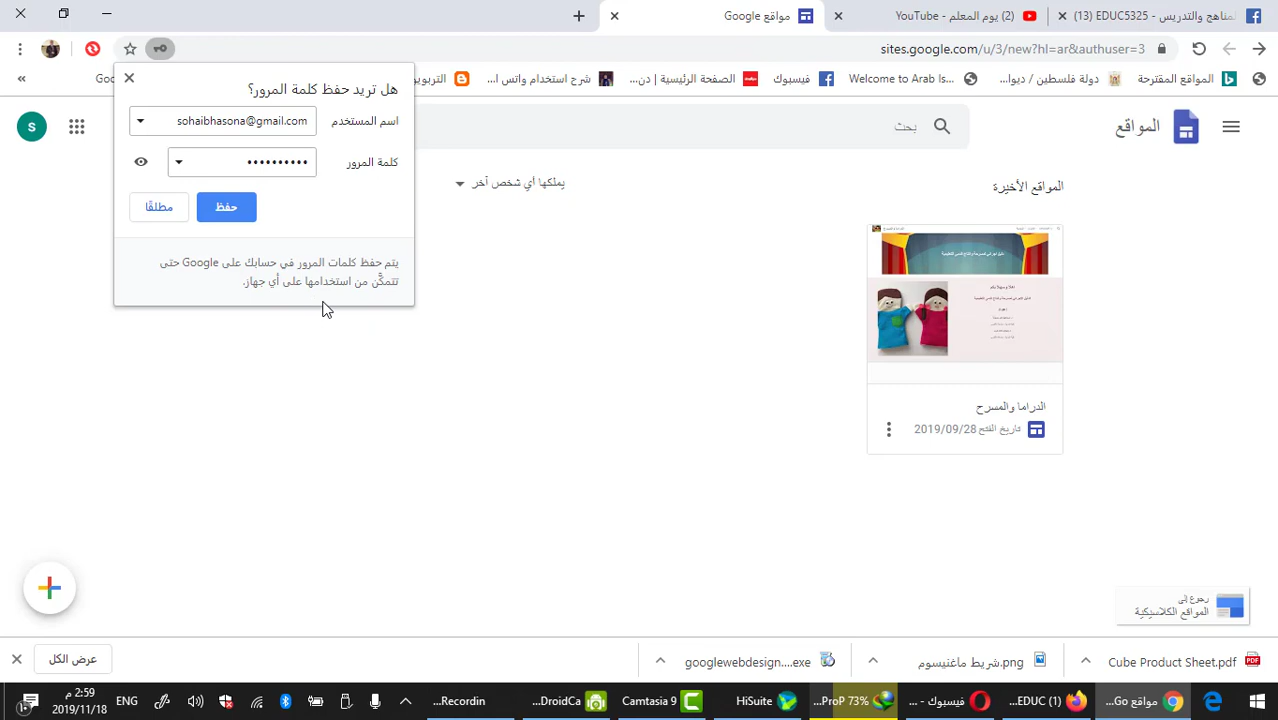 المناهج والتدريس - EDUC5325 (13)
(2) يوم المعلم - YouTube
مواقع Google
sites.google.com/u/3/new?hl=ar&authuser=3
المواقع المقترحة
دولة فلسطين / ديوا...
Welcome to Arab Is...
فيسبوك
الصفحة الرئيسية | دن...
شرح استخدام واتس ا...
التربوي
Goo
«
هل تريد حفظ كلمة المرور؟
اسم المستخدم
sohaibhasona@gmail.com
كلمة المرور
••••••••••
حفظ
مطلقًا
يتم حفظ كلمات المرور في حسابك على Google حتى
تتمكَّن من استخدامها على أي جهاز.
المواقع
بحث
S
المواقع الأخيرة
يملكها أي شخص آخر
الدراما والمسرح
تاريخ الفتح 2019/09/28
رجوع إلى
المواقع الكلاسيكية
Cube Product Sheet.pdf
شريط ماغنيسوم.png
googlewebdesign....exe
عرض الكل
مواقع Go...
EDUC (1)...
فيسبوك - ...
73% ProP...
HiSuite
Camtasia 9
DroidCa...
Recordin...
ENG
2:59 م
2019/11/18